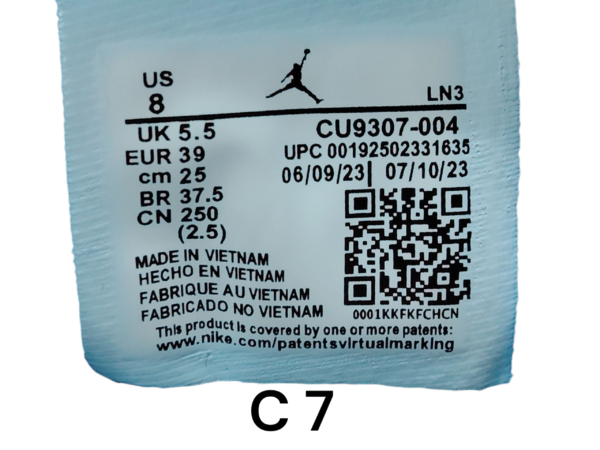 US
8
LN3
UK 5.5
EUR 39
cm 25
BR 37.5
CN 250
(2.5)
CU9307-004
UPC 00192502331635
06/09/23| 07/10/23
0001KKFKFCHCN
MADE IN VIETNAM
HECHO EN VIETNAM
FABRIQUE AU VIETNAM
FABRICADO NO VIETNAM
This product is covered by one or more patents:
www.nike.com/patentsvirtualmarking
C 7